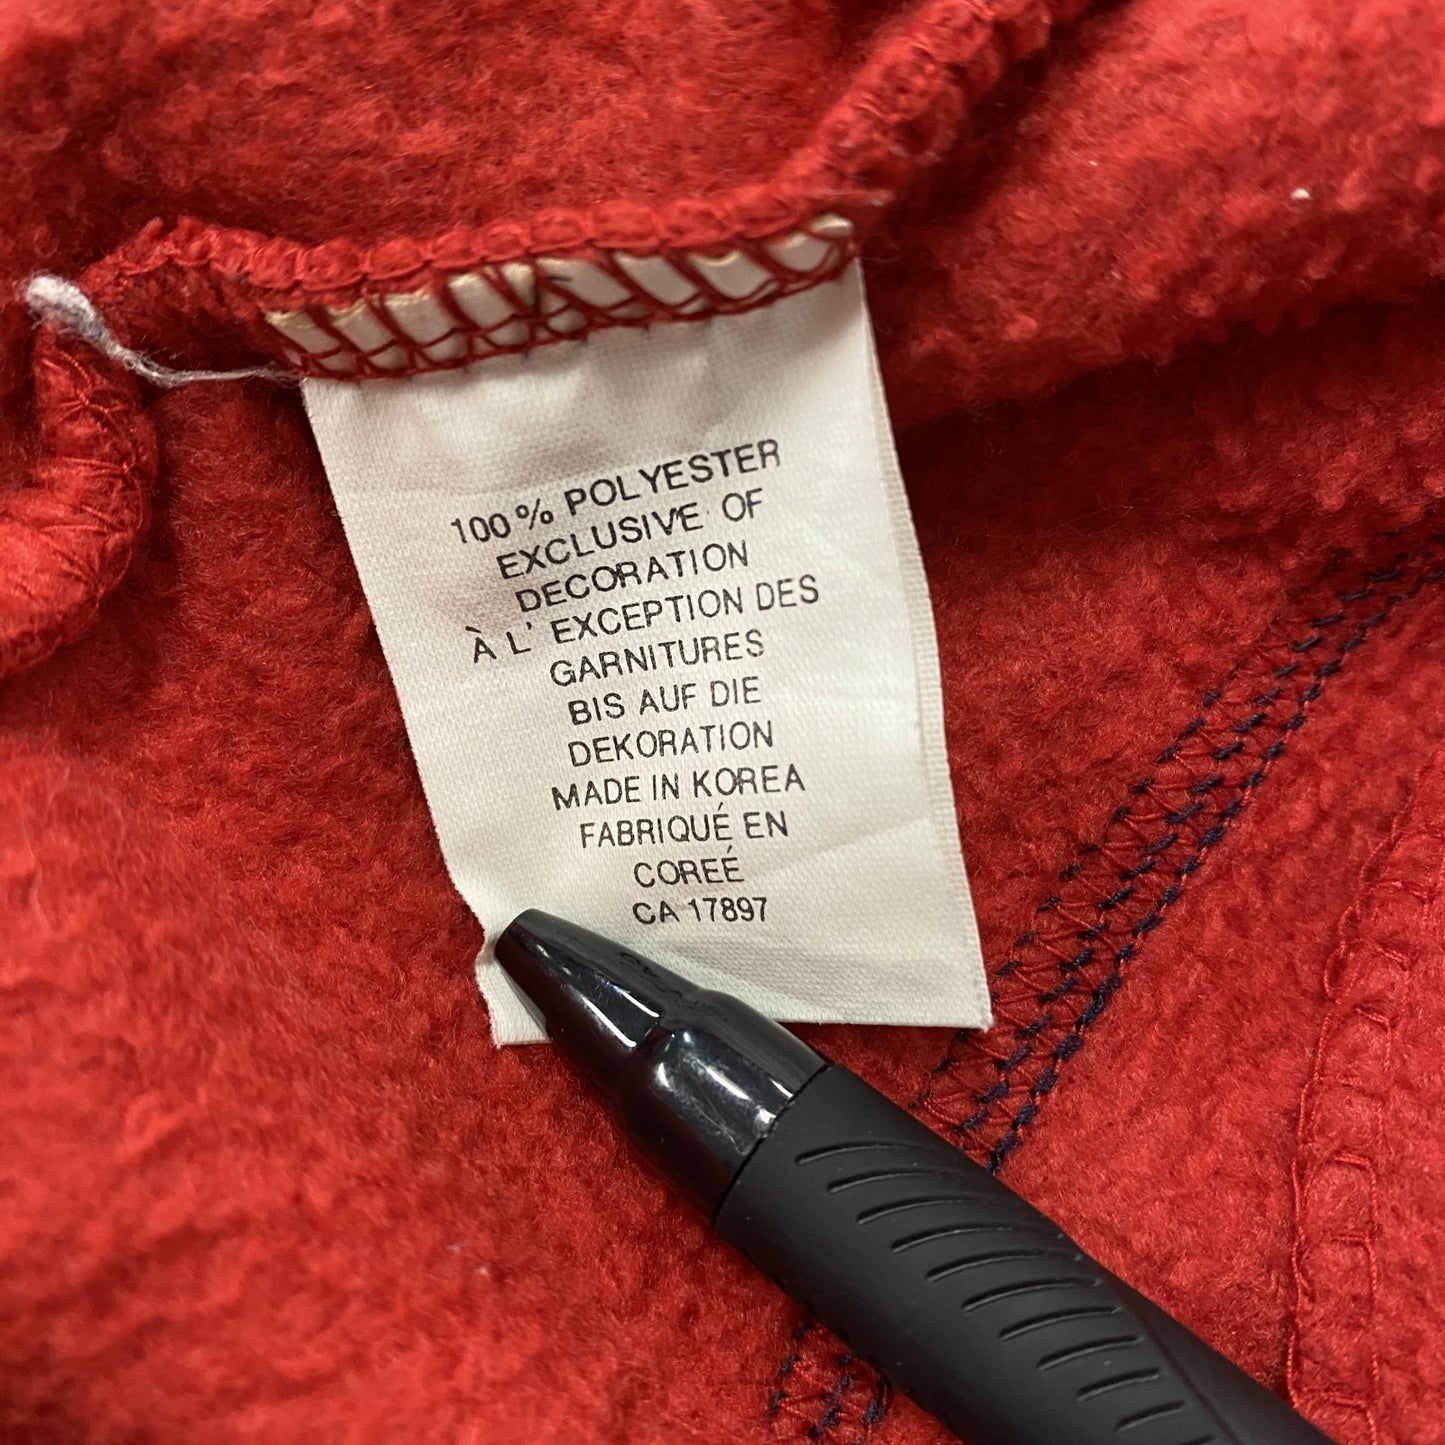 100% POLYESTER
EXCLUSIVE OF
DECORATION
À L' EXCEPTION DES
GARNITURES
BIS AUF DIE
DEKORATION
MADE IN KOREA
FABRIQUÉ EN
COREÉ
CA 17897